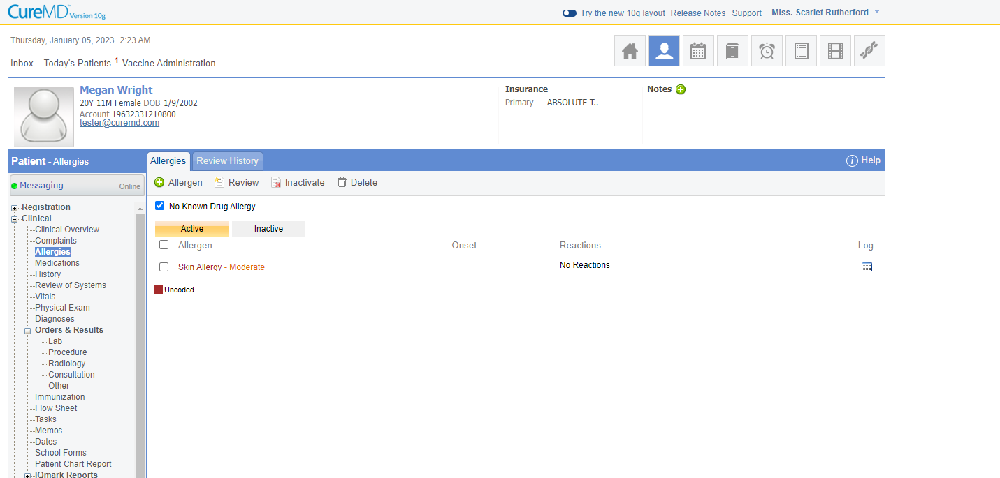 CureMD Version 10g
Try the new 10g layout Release Notes Support Miss. Scarlet Rutherford
Thursday, January 05, 2023 2:23 AM
Inbox Today's Patients 1 Vaccine Administration
Megan Wright
20Y 11M Female DOB 1/9/2002
Account 19632331210800
tester@curemd.com
Insurance
Primary ABSOLUTE T..
Notes
Patient - Allergies
Allergies Review History
Help
Messaging Online
Allergen Review Inactivate Delete
Registration
Clinical
Clinical Overview
Complaints
Allergies
Medications
History
Review of Systems
Vitals
Physical Exam
Diagnoses
Orders & Results
Lab
Procedure
Radiology
Consultation
Other
Immunization
Flow Sheet
Tasks
Memos
Dates
School Forms
Patient Chart Report
IQmark Reports
No Known Drug Allergy
Active Inactive
Allergen Onset Reactions Log
Skin Allergy - Moderate No Reactions
Uncoded